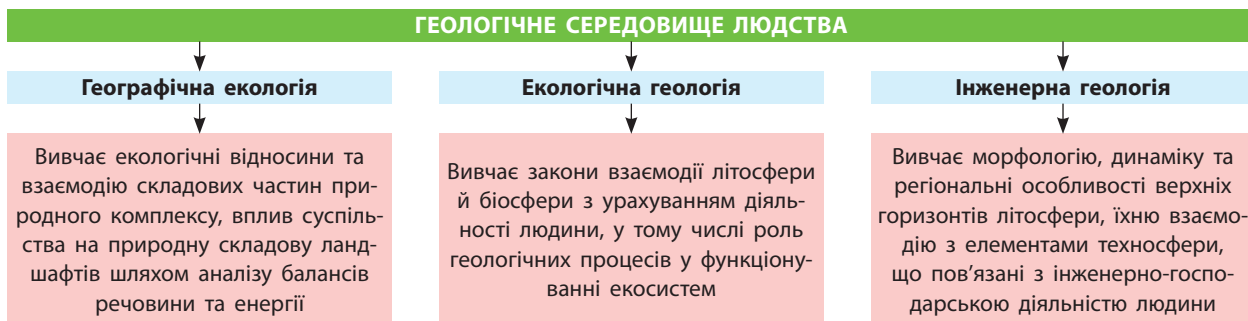 ГЕОЛОГІЧНЕ СЕРЕДОВИЩЕ ЛЮДСТВА
Географічна екологія
Вивчає екологічні відносини та
взаємодію складових частин при-
родного комплексу, вплив суспіль-
ства на природну складову ланд-
шафтів шляхом аналізу балансів
речовини та енергії
Екологічна геологія
Вивчає закони взаємодії літосфери
й біосфери з урахуванням діяль-
ності людини, у тому числі роль
геологічних процесів у функціону-
ванні екосистем
Інженерна геологія
Вивчає морфологію, динаміку та
регіональні особливості верхніх
горизонтів літосфери, їхню взаємо-
дію з елементами техносфери,
що пов’язані з інженерно-госпо-
дарською діяльністю людини